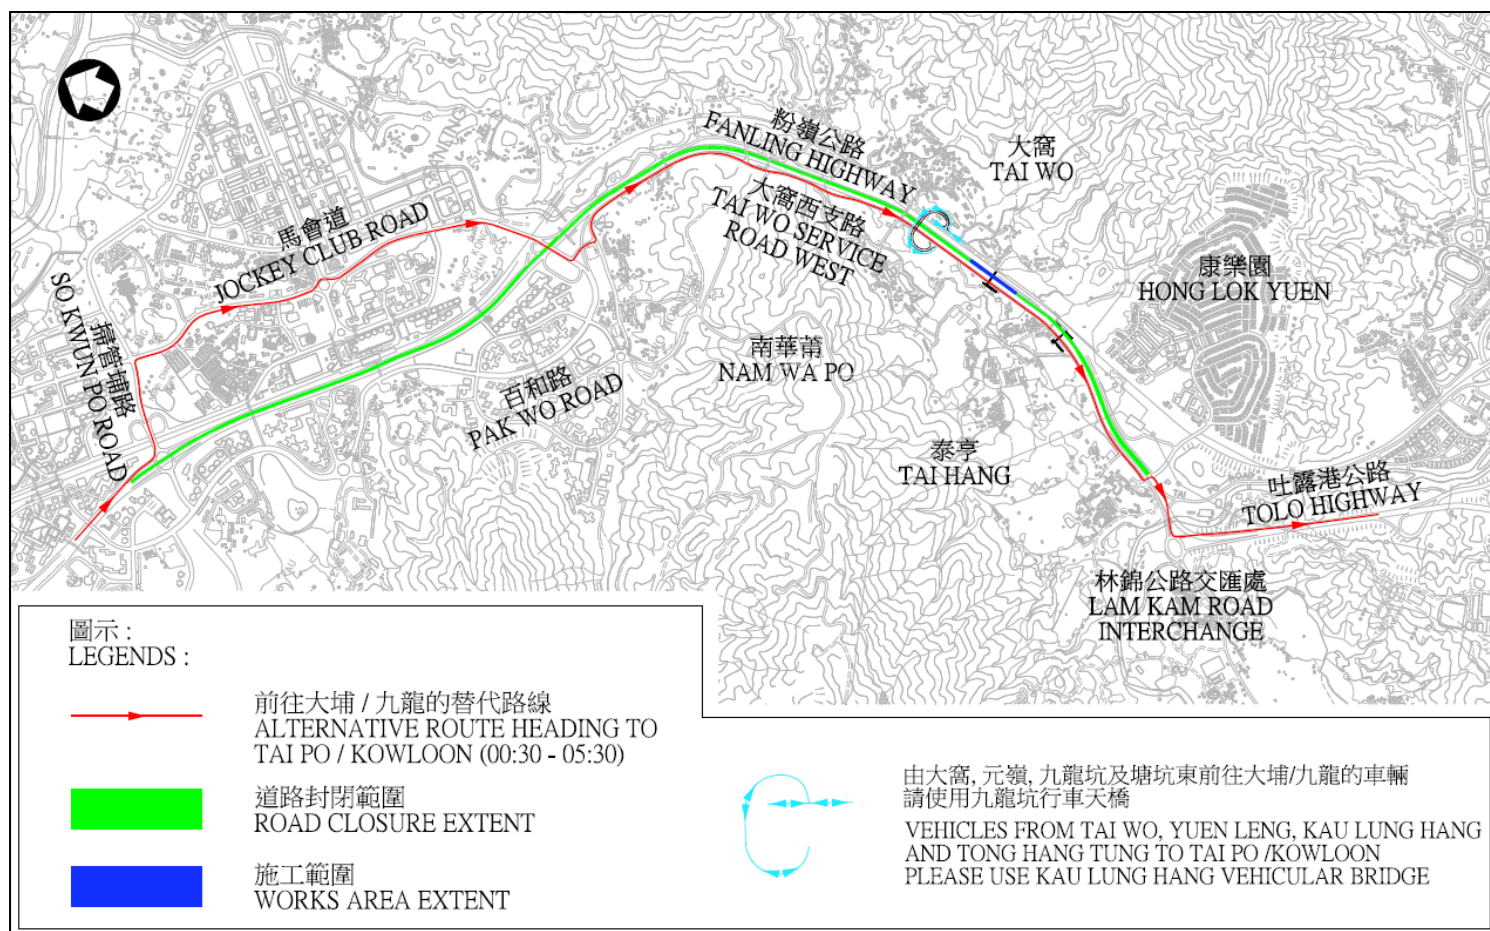 粉嶺公路
FANLING HIGHWAY
大窩
TAI WO
大窩西支路
TAI WO SERVICE
ROAD WEST
馬會道
JOCKEY CLUB ROAD
掃管埔路
SO KWUN PO ROAD
康樂園
HONG LOK YUEN
南華莆
NAM WA PO
百和路
PAK WO ROAD
泰亨
TAI HANG
吐露港公路
TOLO HIGHWAY
林錦公路交匯處
LAM KAM ROAD
INTERCHANGE
圖示 :
LEGENDS :
前往大埔 / 九龍的替代路線
ALTERNATIVE ROUTE HEADING TO
TAI PO / KOWLOON (00:30 - 05:30)
道路封閉範圍
ROAD CLOSURE EXTENT
施工範圍
WORKS AREA EXTENT
由大窩, 元嶺, 九龍坑及塘坑東前往大埔/九龍的車輛
請使用九龍坑行車天橋
VEHICLES FROM TAI WO, YUEN LENG, KAU LUNG HANG
AND TONG HANG TUNG TO TAI PO /KOWLOON
PLEASE USE KAU LUNG HANG VEHICULAR BRIDGE